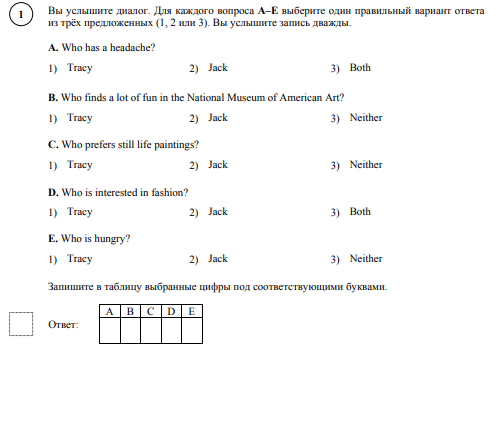 1
Вы услышите диалог. Для каждого вопроса А–Е выберите один правильный вариант ответа
из трёх предложенных (1, 2 или 3). Вы услышите запись дважды.
A. Who has a headache?
1) Tracy 2) Jack 3) Both
B. Who finds a lot of fun in the National Museum of American Art?
1) Tracy 2) Jack 3) Neither
C. Who prefers still life paintings?
1) Tracy 2) Jack 3) Neither
D. Who is interested in fashion?
1) Tracy 2) Jack 3) Both
E. Who is hungry?
1) Tracy 2) Jack 3) Neither
Запишите в таблицу выбранные цифры под соответствующими буквами.
A B C D E
Ответ: